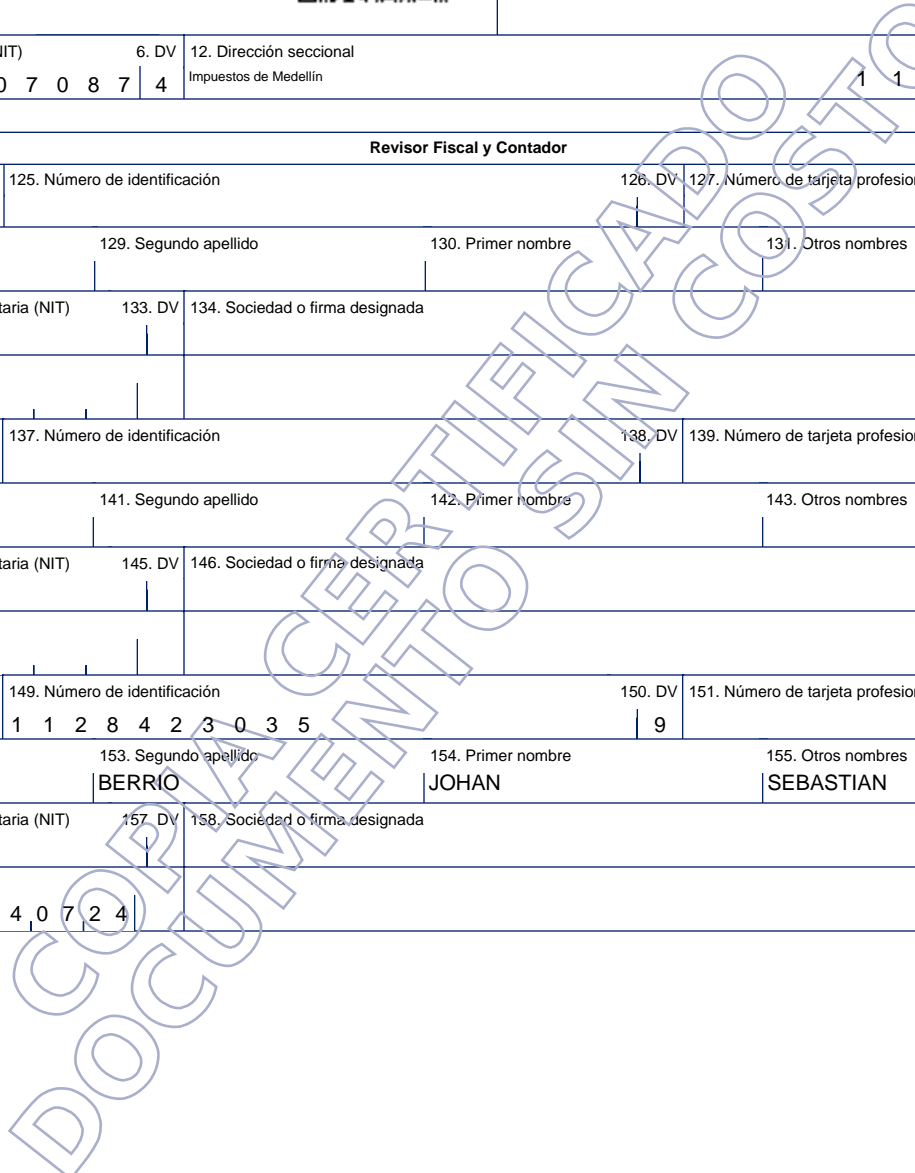 NIT) 6. DV 12. Dirección seccional
0 7 0 8 7 4 Impuestos de Medellín 1 1
Revisor Fiscal y Contador
125. Número de identificación 126. DV 127. Número de tarjeta profesion
129. Segundo apellido 130. Primer nombre 131. Otros nombres
taria (NIT) 133. DV 134. Sociedad o firma designada
137. Número de identificación 138. DV 139. Número de tarjeta profesion
141. Segundo apellido 142. Primer nombre 143. Otros nombres
taria (NIT) 145. DV 146. Sociedad o firma designada
149. Número de identificación 150. DV 151. Número de tarjeta profesion
1 1 2 8 4 2 3 0 3 5 9
153. Segundo apellido 154. Primer nombre 155. Otros nombres
BERRIO JOHAN SEBASTIAN
taria (NIT) 157. DV 158. Sociedad o firma designada
4 0 7 2 4
COPIA CERTIFICADO
DOCUMENTO SIN COSTO